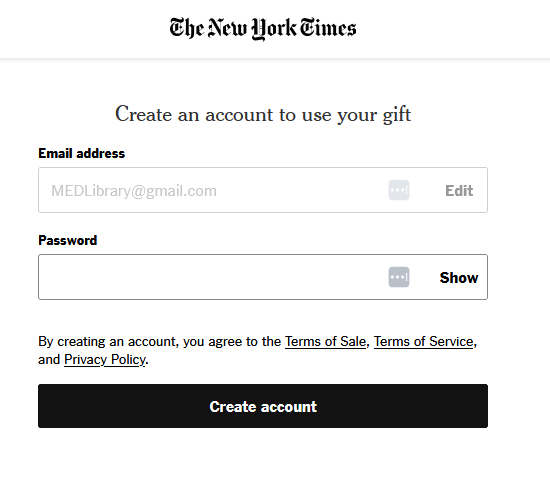 The New York Times
Create an account to use your gift
Email address
MEDLibrary@gmail.com
Edit
Password
Show
By creating an account, you agree to the Terms of Sale, Terms of Service,
and Privacy Policy.
Create account